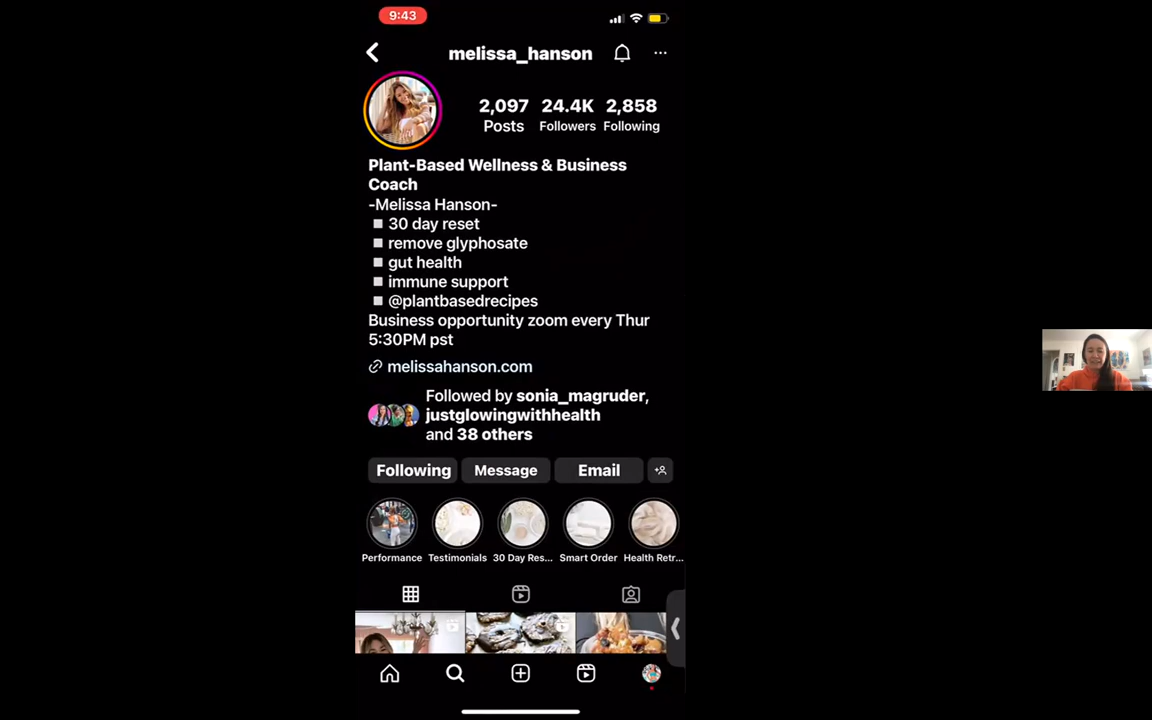 9:43
melissa_hanson
2,097 24.4K 2,858
Posts Followers Following
Plant-Based Wellness & Business
Coach
-Melissa Hanson-
30 day reset
remove glyphosate
gut health
immune support
@plantbasedrecipes
Business opportunity zoom every Thur
5:30PM pst
melissahanson.com
Followed by sonia_magruder,
justglowingwithhealth
and 38 others
Following Message Email
Performance Testimonials 30 Day Res... Smart Order Health Retr...